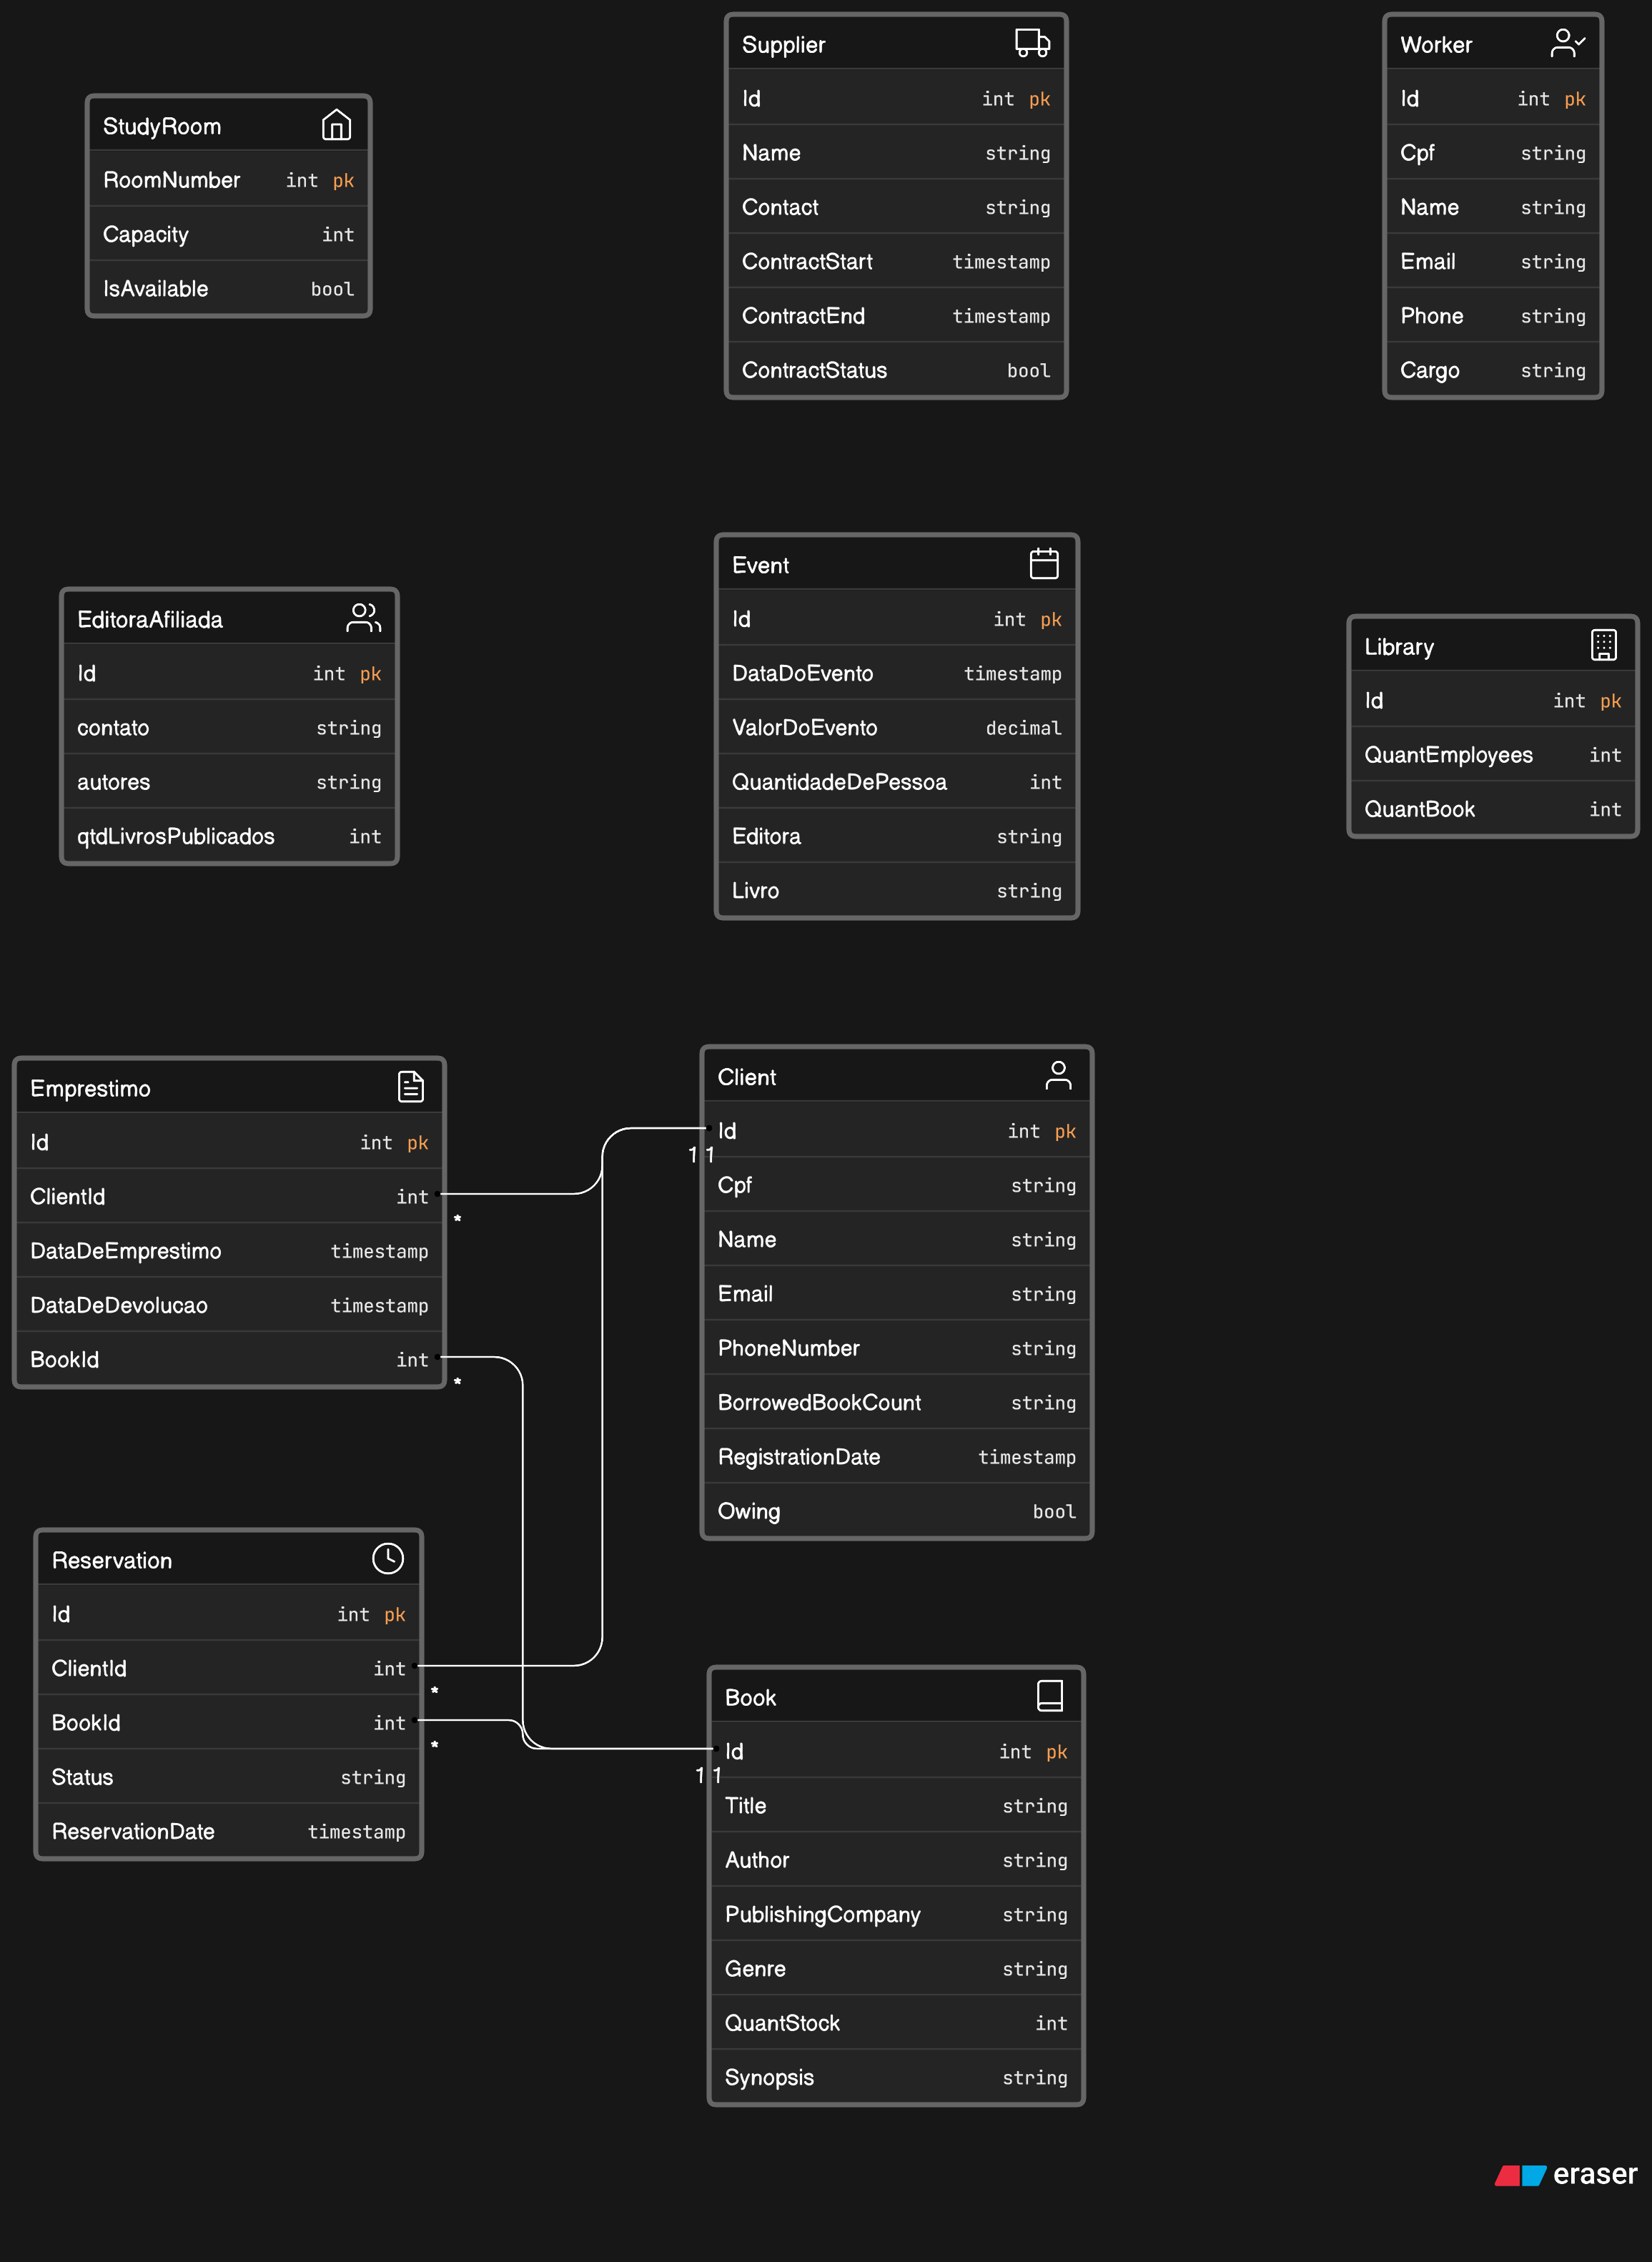 StudyRoom
RoomNumber int pk
Capacity int
IsAvailable bool
Supplier
Id int pk
Name string
Contact string
ContractStart timestamp
ContractEnd timestamp
ContractStatus bool
Worker
Id int pk
Cpf string
Name string
Email string
Phone string
Cargo string
EditoraAfiliada
Id int pk
contato string
autores string
qtdLivrosPublicados int
Event
Id int pk
DataDoEvento timestamp
ValorDoEvento decimal
QuantidadeDePessoa int
Editora string
Livro string
Library
Id int pk
QuantEmployees int
QuantBook int
Emprestimo
Id int pk
ClientId int
*
DataDeEmprestimo timestamp
DataDeDevolucao timestamp
BookId int
*
Client
Id int pk
1 1
Cpf string
Name string
Email string
PhoneNumber string
BorrowedBookCount string
RegistrationDate timestamp
Owing bool
Reservation
Id int pk
ClientId int
*
BookId int
*
Status string
ReservationDate timestamp
Book
Id int pk
1 1
Title string
Author string
PublishingCompany string
Genre string
QuantStock int
Synopsis string
eraser